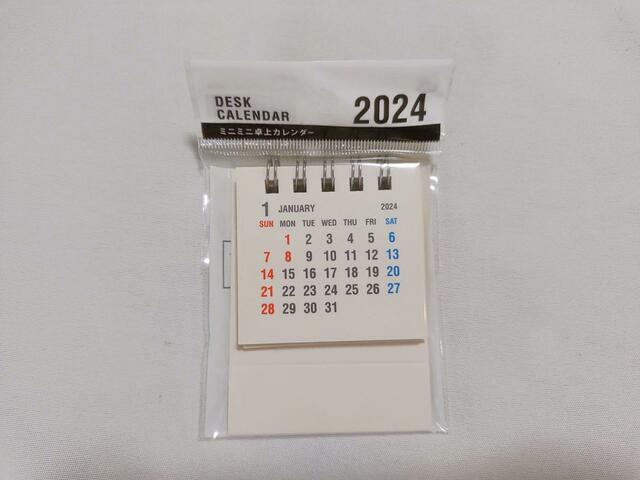 DESK
CALENDAR
2024
ミニミニ卓上カレンダー
1 JANUARY 2024
SUN MON TUE WED THU FRI SAT
1 2 3 4 5 6
7 8 9 10 11 12 13
14 15 16 17 18 19 20
21 22 23 24 25 26 27
28 29 30 31